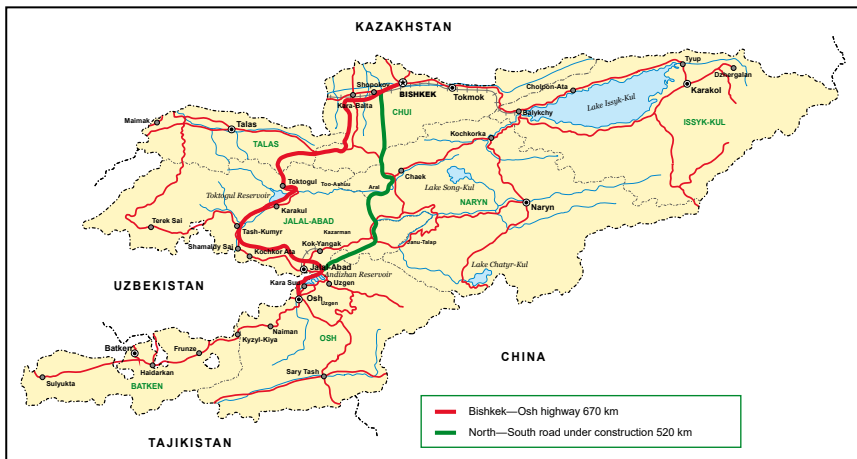 KAZAKHSTAN
Tyup
Dzhergalan
Shopokov
BISHKEK
Kara-Balta
Tokmok
Cholpon-Ata
Karakol
Lake Issyk-Kul
Maimak
Talas
CHUI
Balykchy
ISSYK-KUL
TALAS
Kochkorka
Chaek
Toktogul
Too-Ashuu
Aral
Lake Song-Kul
Toktogul Reservoir
Karakul
NARYN
Naryn
Terek Sai
JALAL-ABAD
Tash-Kumyr
Kazarman
Shamaldy Sai
Kok-Yangak
Janu-Talap
Kochkor Ata
Jalal-Abad
Lake Chatyr-Kul
Andizhan Reservoir
UZBEKISTAN
Kara Suu
Uzgen
Osh
Uzgen
Naiman
Kyzyl-Kiya
OSH
Batken
Frunze
CHINA
Haidarkan
Sulyukta
BATKEN
Sary Tash
Bishkek—Osh highway 670 km
North—South road under construction 520 km
TAJIKISTAN